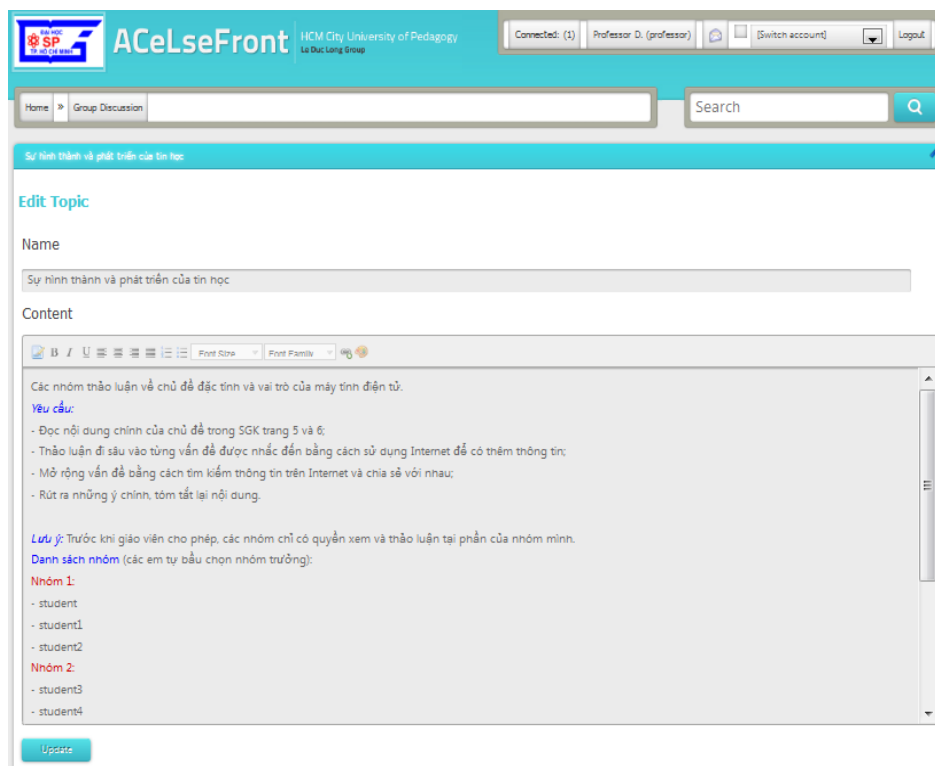 ĐẠI HỌC
SP
TP. HỒ CHÍ MINH
ACeLseFront
HCM City University of Pedagogy
Le Duc Long Group
Connected: (1)
Professor D. (professor)
[Switch account]
Logout
Home » Group Discussion
Search
Sự hình thành và phát triển của tin học
Edit Topic
Name
Sự hình thành và phát triển của tin học
Content
B I U Font Size Font Family
Các nhóm thảo luận về chủ đề đặc tính và vai trò của máy tính điện tử.
Yêu cầu:
- Đọc nội dung chính của chủ đề trong SGK trang 5 và 6;
- Thảo luận đi sâu vào từng vấn đề được nhắc đến bằng cách sử dụng Internet để có thêm thông tin;
- Mở rộng vấn đề bằng cách tìm kiếm thông tin trên Internet và chia sẻ với nhau;
- Rút ra những ý chính, tóm tắt lại nội dung.
Lưu ý: Trước khi giáo viên cho phép, các nhóm chỉ có quyền xem và thảo luận tại phần của nhóm mình.
Danh sách nhóm (các em tự bầu chọn nhóm trưởng):
Nhóm 1:
- student
- student1
- student2
Nhóm 2:
- student3
- student4
Update